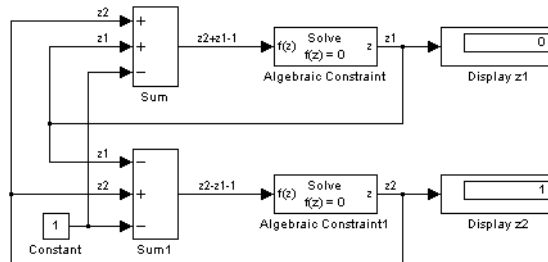 z2
+
z1
+
−
Sum
z2+z1-1
f(z)
Solve
f(z) = 0
z
Algebraic Constraint
z1
0
Display z1
z1
−
z2
+
−
Sum1
1
Constant
z2-z1-1
f(z)
Solve
f(z) = 0
z
Algebraic Constraint1
z2
1
Display z2